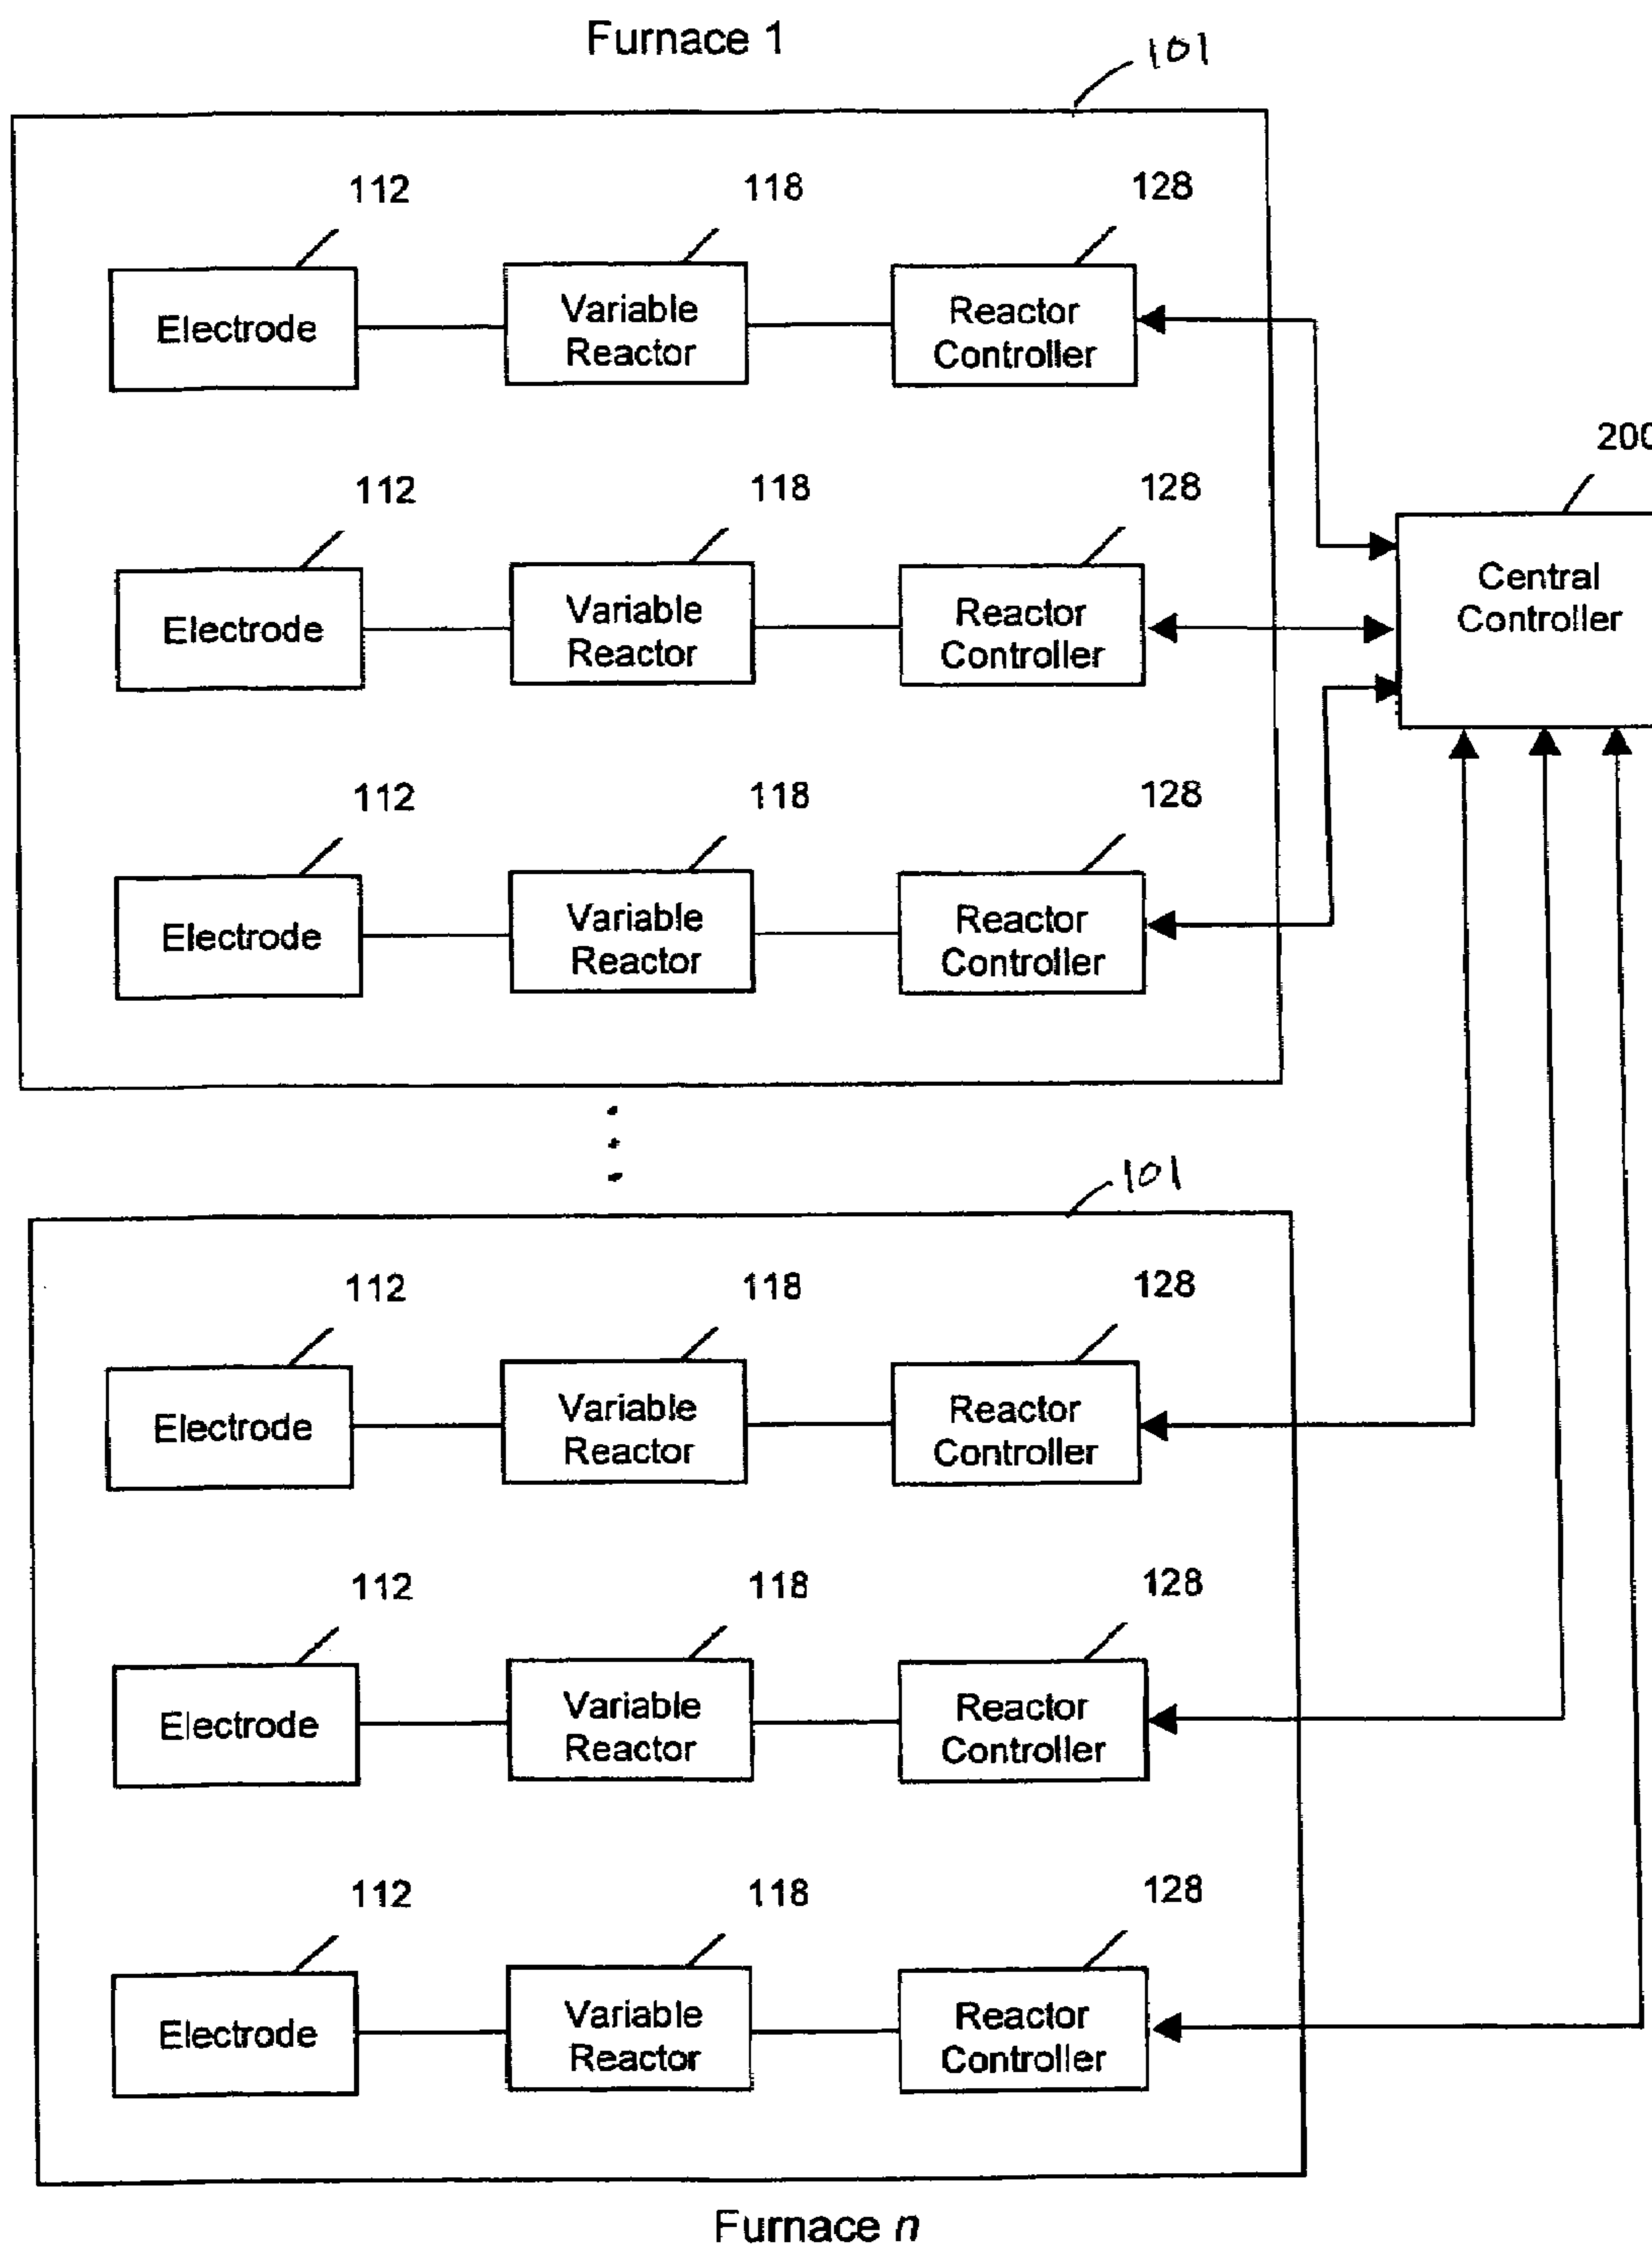 Furnace 1
101
112 118 128
Electrode
Variable
Reactor
Reactor
Controller
200
112 118 128
Electrode
Variable
Reactor
Reactor
Controller
Central
Controller
112 118 128
Electrode
Variable
Reactor
Reactor
Controller
101
112 118 128
Electrode
Variable
Reactor
Reactor
Controller
112 118 128
Electrode
Variable
Reactor
Reactor
Controller
112 118 128
Electrode
Variable
Reactor
Reactor
Controller
Furnace n